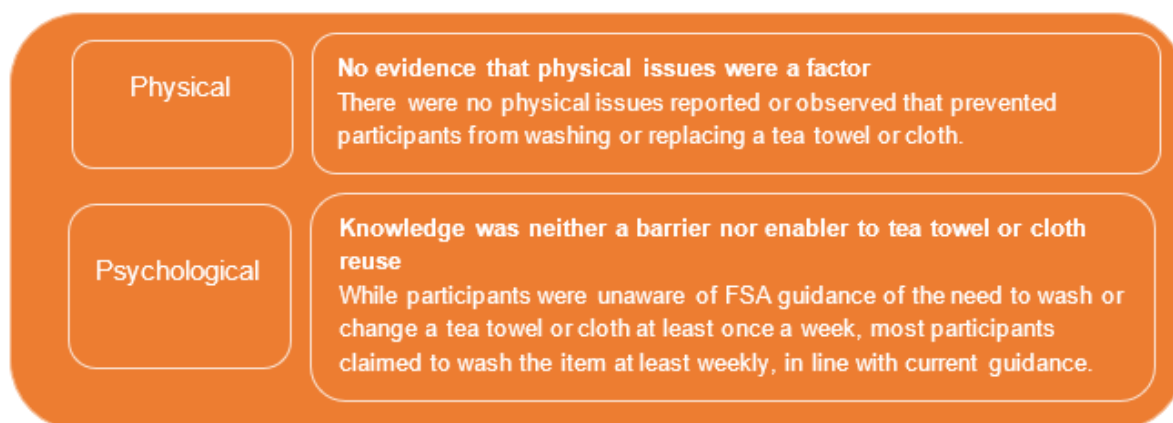 Physical
No evidence that physical issues were a factor
There were no physical issues reported or observed that prevented
participants from washing or replacing a tea towel or cloth.
Psychological
Knowledge was neither a barrier nor enabler to tea towel or cloth
reuse
While participants were unaware of FSA guidance of the need to wash or
change a tea towel or cloth at least once a week, most participants
claimed to wash the item at least weekly, in line with current guidance.